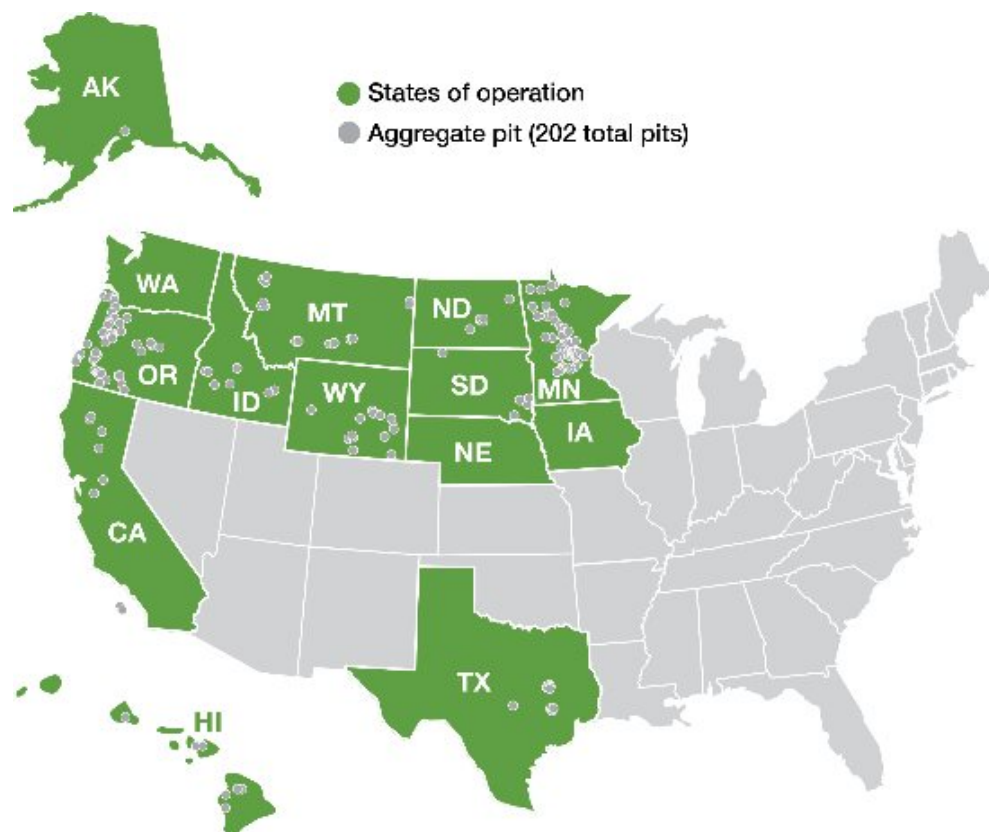 AK
States of operation
Aggregate pit (202 total pits)
WA
MT
ND
OR
ID
WY
SD
MN
NE
IA
CA
TX
HI